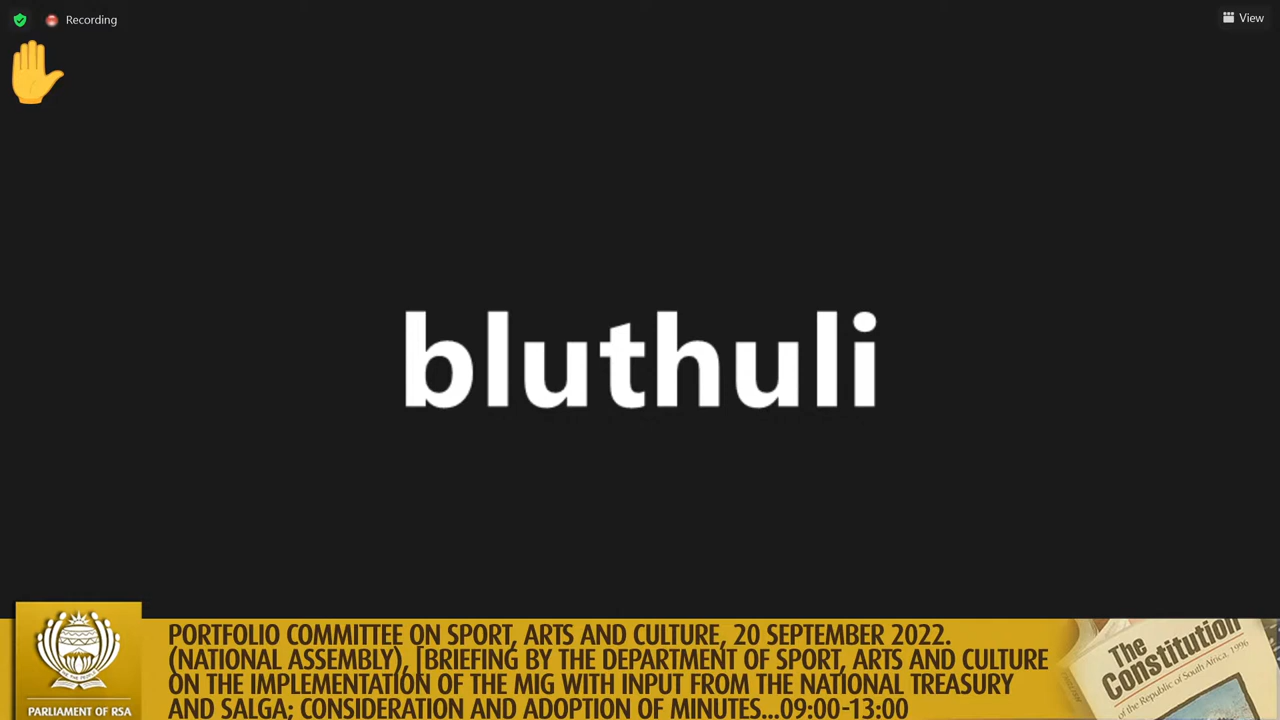 Recording
View
bluthuli
PORTFOLIO COMMITTEE ON SPORT, ARTS AND CULTURE, 20 SEPTEMBER 2022.
(NATIONAL ASSEMBLY), [BRIEFING BY THE DEPARTMENT OF SPORT, ARTS AND CULTURE
ON THE IMPLEMENTATION OF THE MIG WITH INPUT FROM THE NATIONAL TREASURY
AND SALGA; CONSIDERATION AND ADOPTION OF MINUTES...09:00-13:00
PARLIAMENT OF RSA
The
Constitution
of the Republic of South Africa, 1996